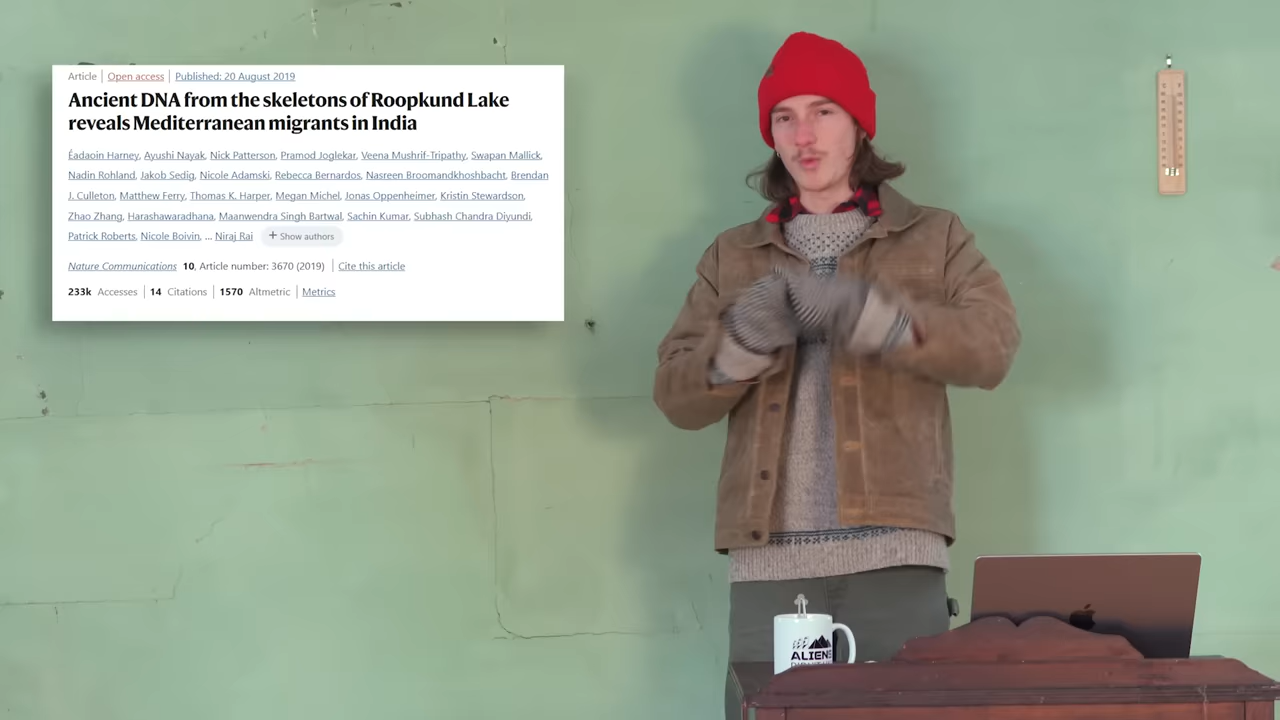 Article | Open access | Published: 20 August 2019
Ancient DNA from the skeletons of Roopkund Lake
reveals Mediterranean migrants in India
Éadaoin Harney, Ayushi Nayak, Nick Patterson, Pramod Joglekar, Veena Mushrif-Tripathy, Swapan Mallick,
Nadin Rohland, Jakob Sedig, Nicole Adamski, Rebecca Bernardos, Nasreen Broomandkhoshbacht, Brendan
J. Culleton, Matthew Ferry, Thomas K. Harper, Megan Michel, Jonas Oppenheimer, Kristin Stewardson,
Zhao Zhang, Harashawaradhana, Maanwendra Singh Bartwal, Sachin Kumar, Subhash Chandra Diyundi,
Patrick Roberts, Nicole Boivin, ... Niraj Rai + Show authors
Nature Communications 10, Article number: 3670 (2019) | Cite this article
233k Accesses | 14 Citations | 1570 Altmetric | Metrics
ALIENS